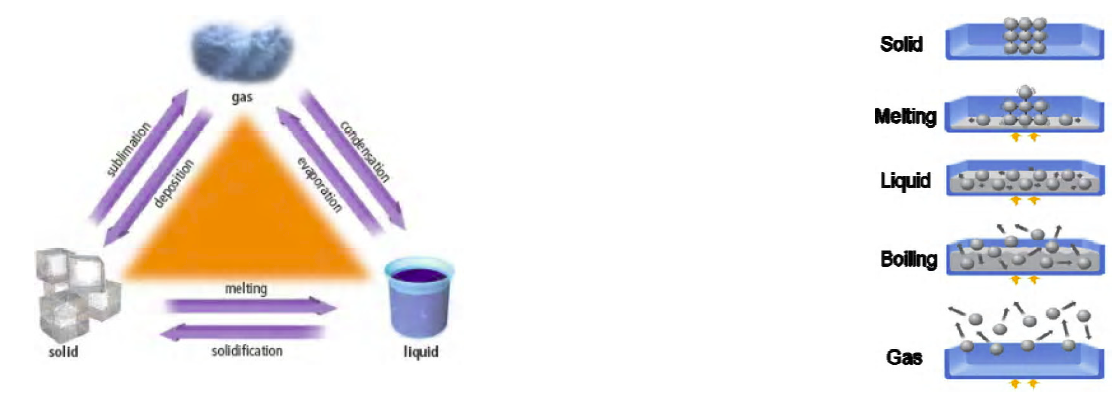 gas
sublimation
deposition
condensation
evaporation
melting
solidification
solid
liquid
Solid
Melting
Liquid
Boiling
Gas